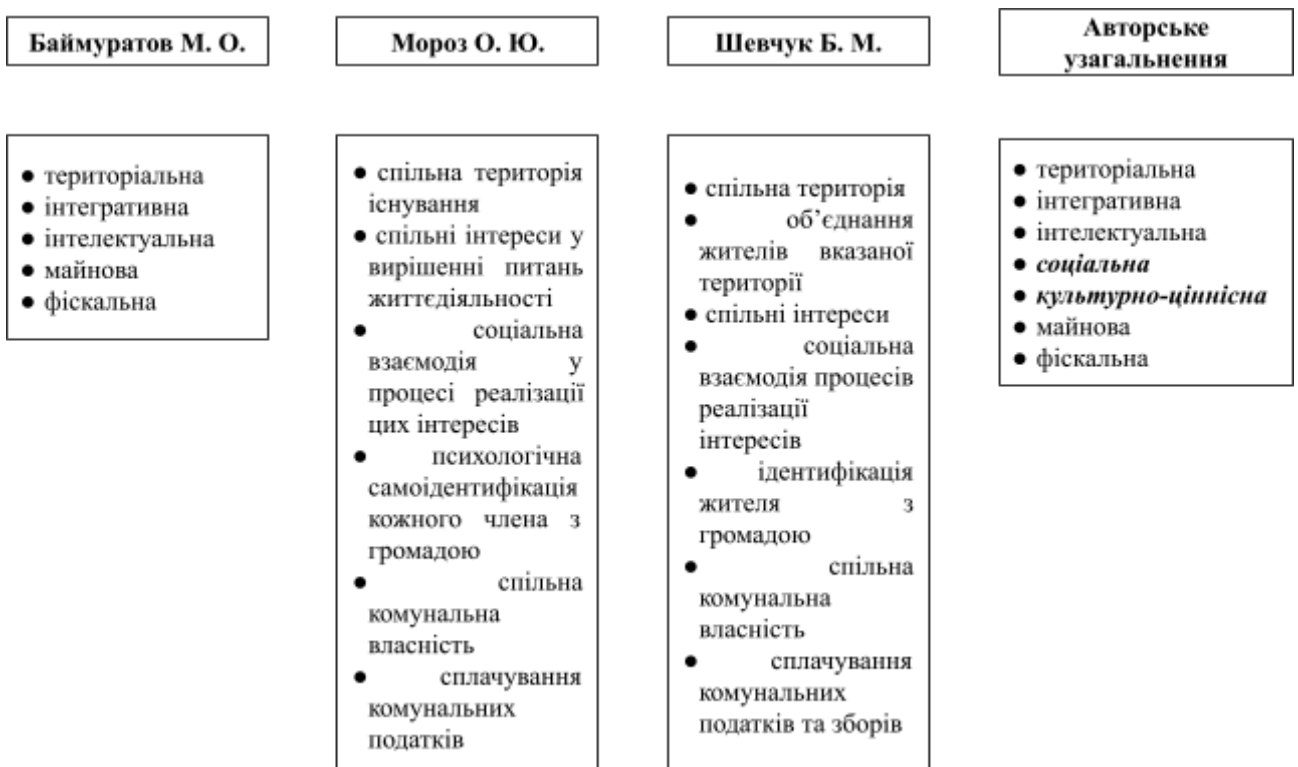 Баймуратов М. О.
Мороз О. Ю.
Шевчук Б. М.
Авторське
узагальнення
● територіальна
● інтегративна
● інтелектуальна
● майнова
● фіскальна
● спільна територія
існування
● спільні інтереси у
вирішенні питань
життєдіяльності
● соціальна
взаємодія у
процесі реалізації
цих інтересів
● психологічна
самоідентифікація
кожного члена з
громадою
● спільна
комунальна
власність
● сплачування
комунальних
податків
● спільна територія
● об’єднання
жителів вказаної
території
● спільні інтереси
● соціальна
взаємодія процесів
реалізації
інтересів
● ідентифікація
жителя з
громадою
● спільна
комунальна
власність
● сплачування
комунальних
податків та зборів
● територіальна
● інтегративна
● інтелектуальна
● соціальна
● культурно-ціннісна
● майнова
● фіскальна